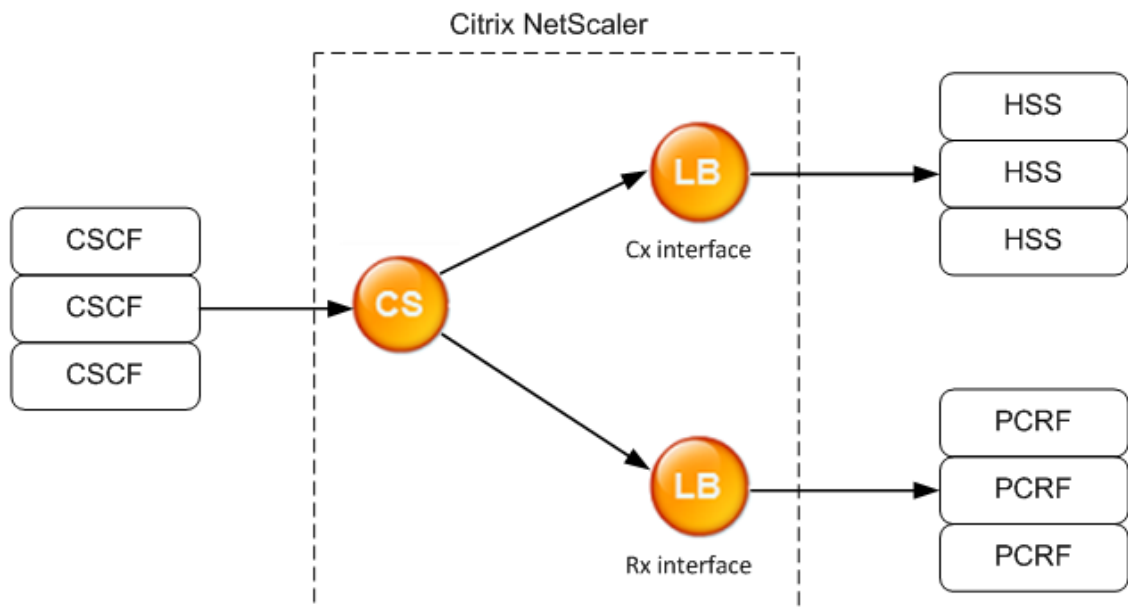 Citrix NetScaler
CSCF
CSCF
CSCF
CS
LB
Cx interface
LB
Rx interface
HSS
HSS
HSS
PCRF
PCRF
PCRF